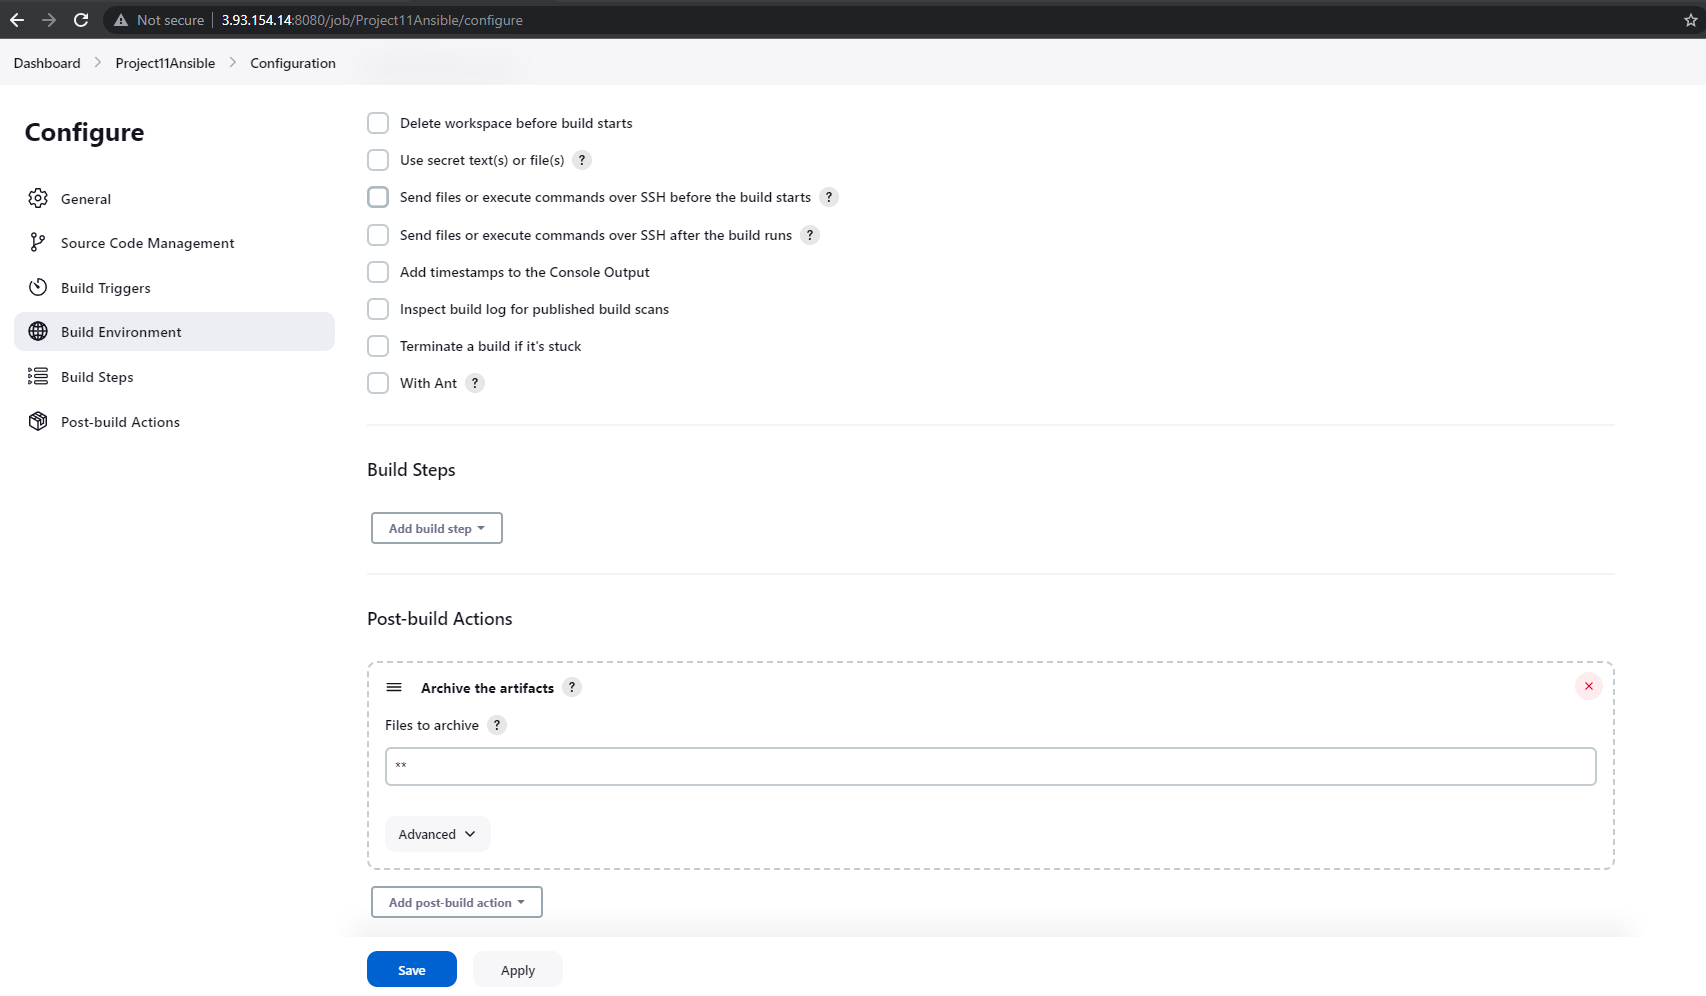 Not secure | 3.93.154.14:8080/job/Project11Ansible/configure
Dashboard > Project11Ansible > Configuration
Configure
General
Source Code Management
Build Triggers
Build Environment
Build Steps
Post-build Actions
Delete workspace before build starts
Use secret text(s) or file(s) ?
Send files or execute commands over SSH before the build starts ?
Send files or execute commands over SSH after the build runs ?
Add timestamps to the Console Output
Inspect build log for published build scans
Terminate a build if it's stuck
With Ant ?
Build Steps
Add build step
Post-build Actions
Archive the artifacts ?
Files to archive ?
**
Advanced
Add post-build action
Save Apply